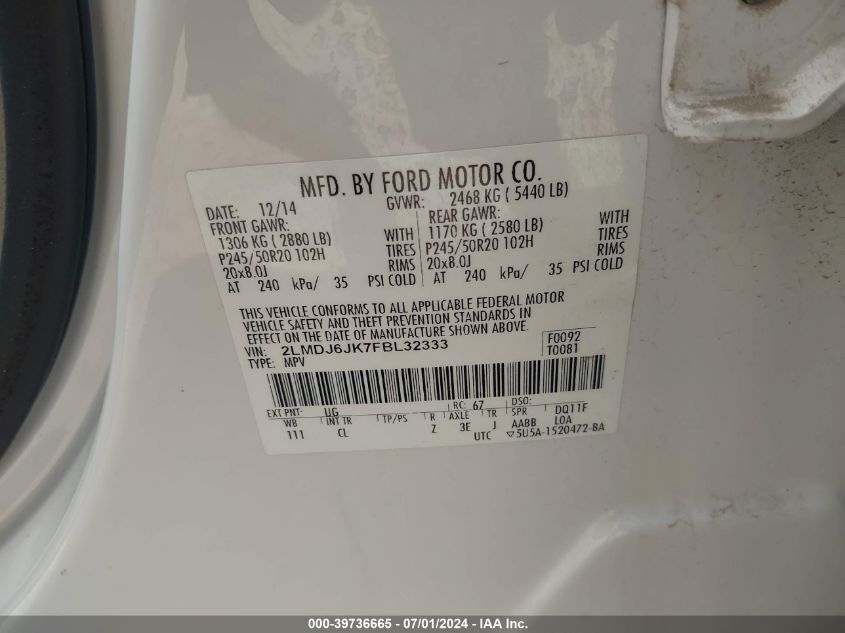 MFD. BY FORD MOTOR CO.
DATE: 12/14 GVWR: 2468 KG ( 5440 LB)
FRONT GAWR: REAR GAWR:
1306 KG ( 2880 LB) WITH 1170 KG ( 2580 LB) WITH
P245/50R20 102H TIRES P245/50R20 102H TIRES
20x8.0J RIMS 20x8.0J RIMS
AT 240 kPa/ 35 PSI COLD AT 240 kPa/ 35 PSI COLD
THIS VEHICLE CONFORMS TO ALL APPLICABLE FEDERAL MOTOR
VEHICLE SAFETY AND THEFT PREVENTION STANDARDS IN
EFFECT ON THE DATE OF MANUFACTURE SHOWN ABOVE.
VIN: 2LMDJ6JK7FBL32333 F0092
TYPE: MPV T0081
EXT PNT: UG RC: 67 DSO:
WB INT TR TP/PS R AXLE TR SPR DQ11F
111 CL Z 3E J AABB LOA
UTC ▽5U5A-1520472-BA
000-39736665 - 07/01/2024 - IAA Inc.